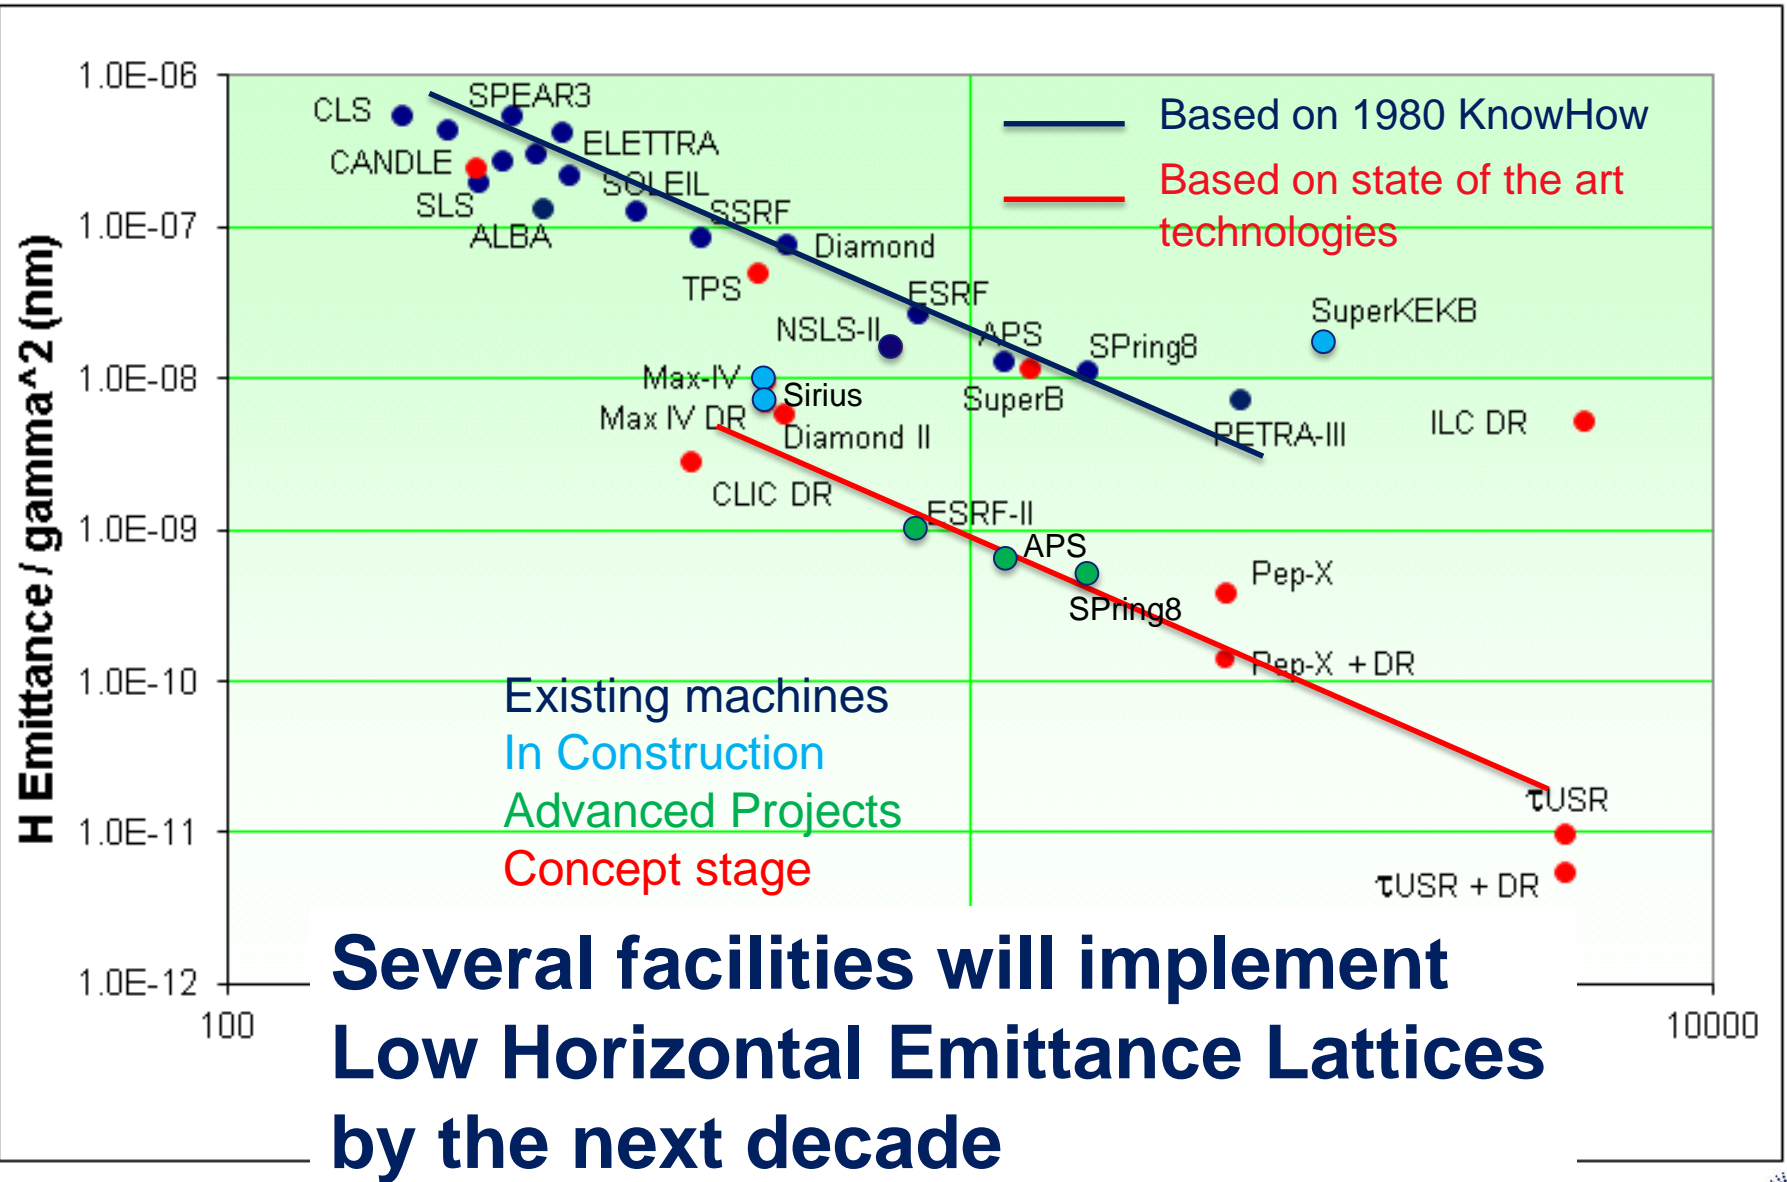 1.0E-06
SPEAR3
CLS
Based on 1980 KnowHow
ELETTRA
CANDLE
Based on state of the art
technologies
SOLEIL
SLS
SSRF
1.0E-07
ALBA
Diamond
TPS
ESRF
SuperKEKB
NSLS-II
APS
SPring8
1.0E-08
Max-IV
Sirius
SuperB
Max IV DR
Diamond II
PETRA-III
ILC DR
CLIC DR
ESRF-II
1.0E-09
APS
Pep-X
SPring8
Pep-X + DR
1.0E-10
Existing machines
In Construction
Advanced Projects
Concept stage
τUSR
1.0E-11
τUSR + DR
1.0E-12
H Emittance / gamma^2 (nm)
100
10000
Several facilities will implement
Low Horizontal Emittance Lattices
by the next decade